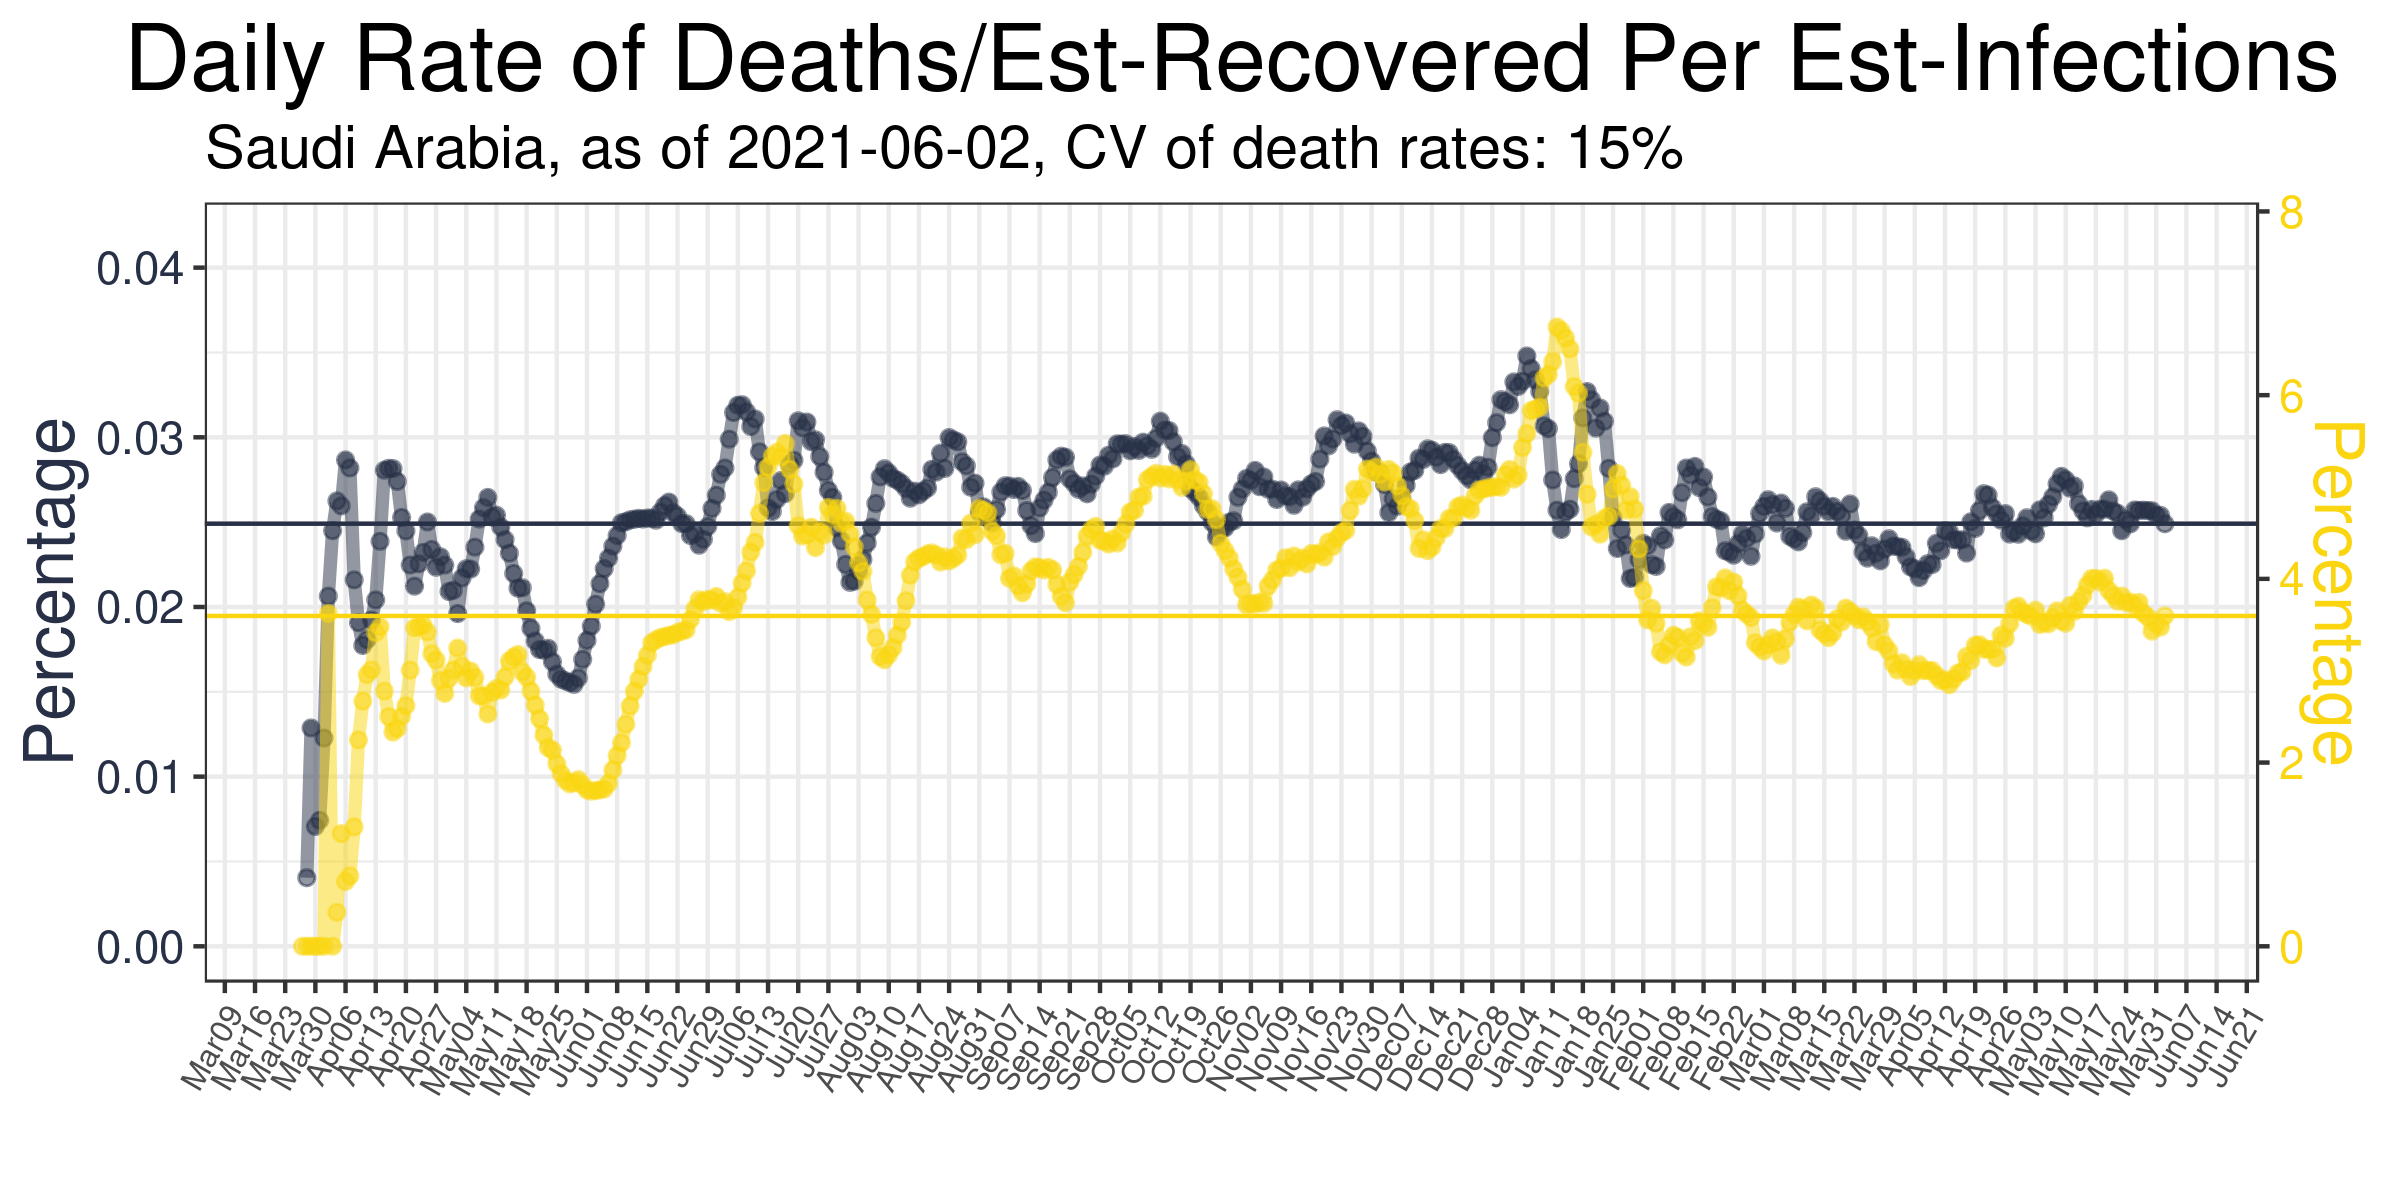 Daily Rate of Deaths/Est-Recovered Per Est-Infections
Saudi Arabia, as of 2021-06-02, CV of death rates: 15%
Percentage
0.04
0.03
0.02
0.01
0.00
8
6
4
2
0
Percentage
Mar09
Mar16
Mar23
Mar30
Apr06
Apr13
Apr20
Apr27
May04
May11
May18
May25
Jun01
Jun08
Jun15
Jun22
Jun29
Jul06
Jul13
Jul20
Jul27
Aug03
Aug10
Aug17
Aug24
Aug31
Sep07
Sep14
Sep21
Sep28
Oct05
Oct12
Oct19
Oct26
Nov02
Nov09
Nov16
Nov23
Nov30
Dec07
Dec14
Dec21
Dec28
Jan04
Jan11
Jan18
Jan25
Feb01
Feb08
Feb15
Feb22
Mar01
Mar08
Mar15
Mar22
Mar29
Apr05
Apr12
Apr19
Apr26
May03
May10
May17
May24
May31
Jun07
Jun14
Jun21